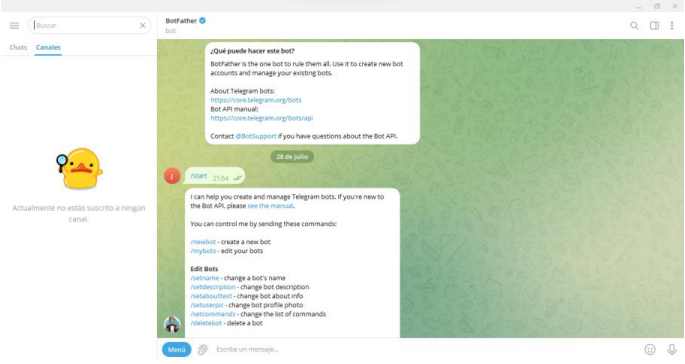 Buscar
Chats Canales
Actualmente no estás suscrito a ningún
canal.
BotFather
bot
¿Qué puede hacer este bot?
BotFather is the one bot to rule them all. Use it to create new bot
accounts and manage your existing bots.
About Telegram bots:
https://core.telegram.org/bots
Bot API manual:
https://core.telegram.org/bots/api
Contact @BotSupport if you have questions about the Bot API.
28 de julio
J
/start 21:54
I can help you create and manage Telegram bots. If you're new to
the Bot API, please see the manual.
You can control me by sending these commands:
/newbot - create a new bot
/mybots - edit your bots
Edit Bots
/setname - change a bot's name
/setdescription - change bot description
/setabouttext - change bot about info
/setuserpic - change bot profile photo
/setcommands - change the list of commands
/deletebot - delete a bot
Menú Escribe un mensaje...